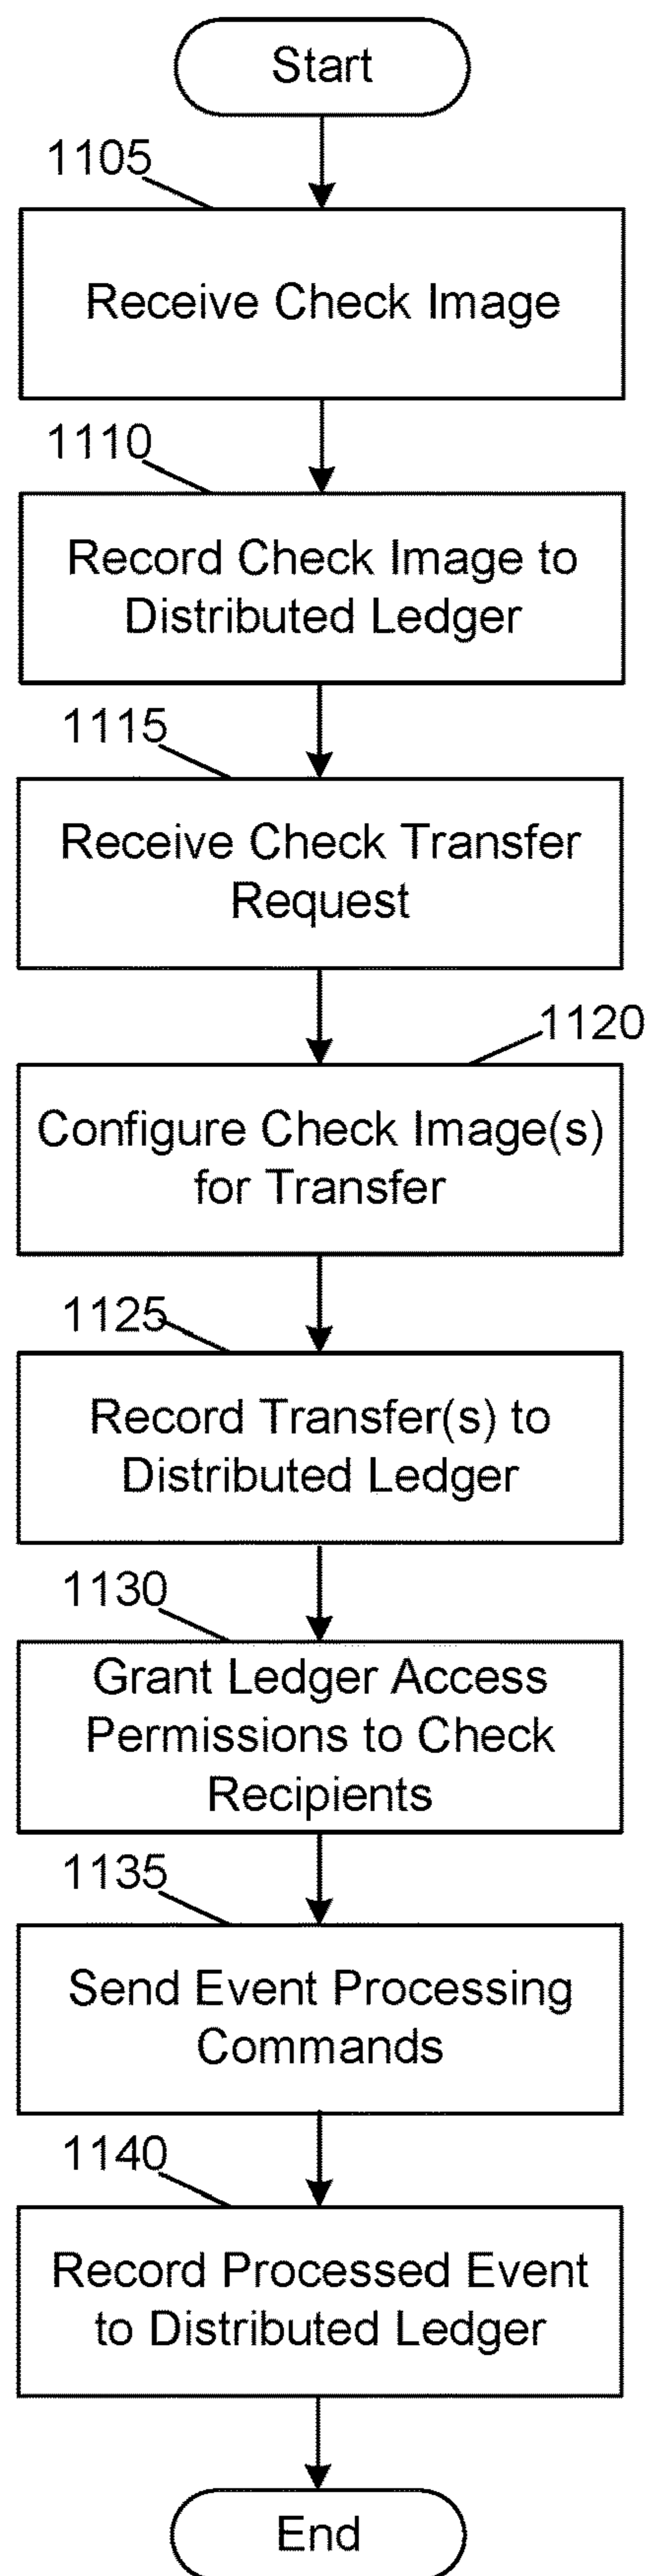 Start
1105
Receive Check Image
1110
Record Check Image to
Distributed Ledger
1115
Receive Check Transfer
Request
1120
Configure Check Image(s)
for Transfer
1125
Record Transfer(s) to
Distributed Ledger
1130
Grant Ledger Access
Permissions to Check
Recipients
1135
Send Event Processing
Commands
1140
Record Processed Event
to Distributed Ledger
End